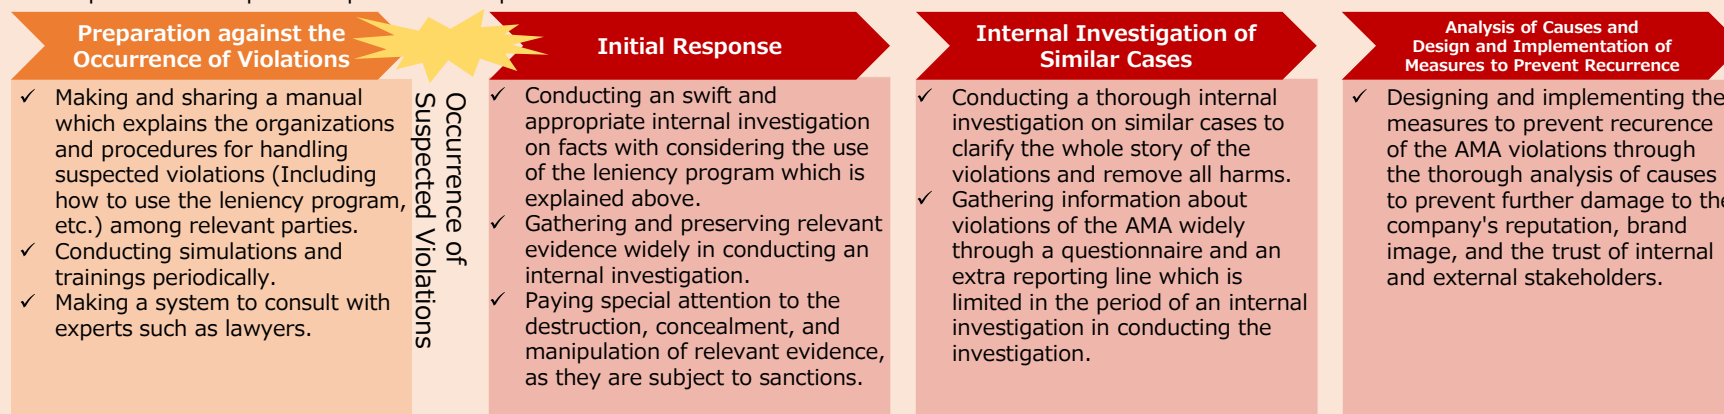 Preparation against the
Occurrence of Violations
✓ Making and sharing a manual
which explains the organizations
and procedures for handling
suspected violations (Including
how to use the leniency program,
etc.) among relevant parties.
✓ Conducting simulations and
trainings periodically.
✓ Making a system to consult with
experts such as lawyers.
Occurrence of
Suspected Violations
Initial Response
✓ Conducting an swift and
appropriate internal investigation
on facts with considering the use
of the leniency program which is
explained above.
✓ Gathering and preserving relevant
evidence widely in conducting an
internal investigation.
✓ Paying special attention to the
destruction, concealment, and
manipulation of relevant evidence,
as they are subject to sanctions.
Internal Investigation of
Similar Cases
✓ Conducting a thorough internal
investigation on similar cases to
clarify the whole story of the
violations and remove all harms.
✓ Gathering information about
violations of the AMA widely
through a questionnaire and an
extra reporting line which is
limited in the period of an internal
investigation in conducting the
investigation.
Analysis of Causes and
Design and Implementation of
Measures to Prevent Recurrence
✓ Designing and implementing the
measures to prevent recurence
of the AMA violations through
the thorough analysis of causes
to prevent further damage to the
company's reputation, brand
image, and the trust of internal
and external stakeholders.